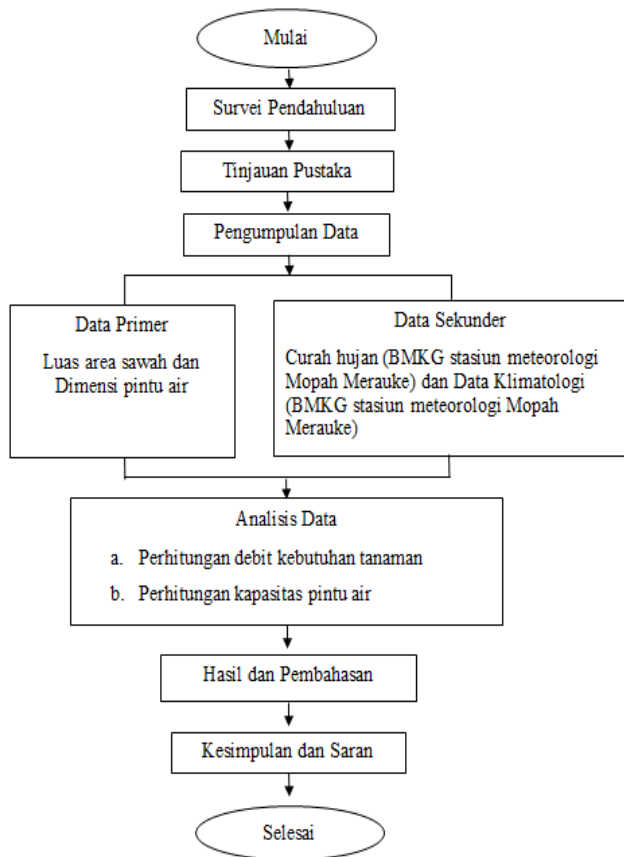 Mulai
Survei Pendahuluan
Tinjauan Pustaka
Pengumpulan Data
Data Primer
Luas area sawah dan
Dimensi pintu air
Data Sekunder
Curah hujan (BMKG stasiun meteorologi
Mopah Merauke) dan Data Klimatologi
(BMKG stasiun meteorologi Mopah
Merauke)
Analisis Data
a. Perhitungan debit kebutuhan tanaman
b. Perhitungan kapasitas pintu air
Hasil dan Pembahasan
Kesimpulan dan Saran
Selesai